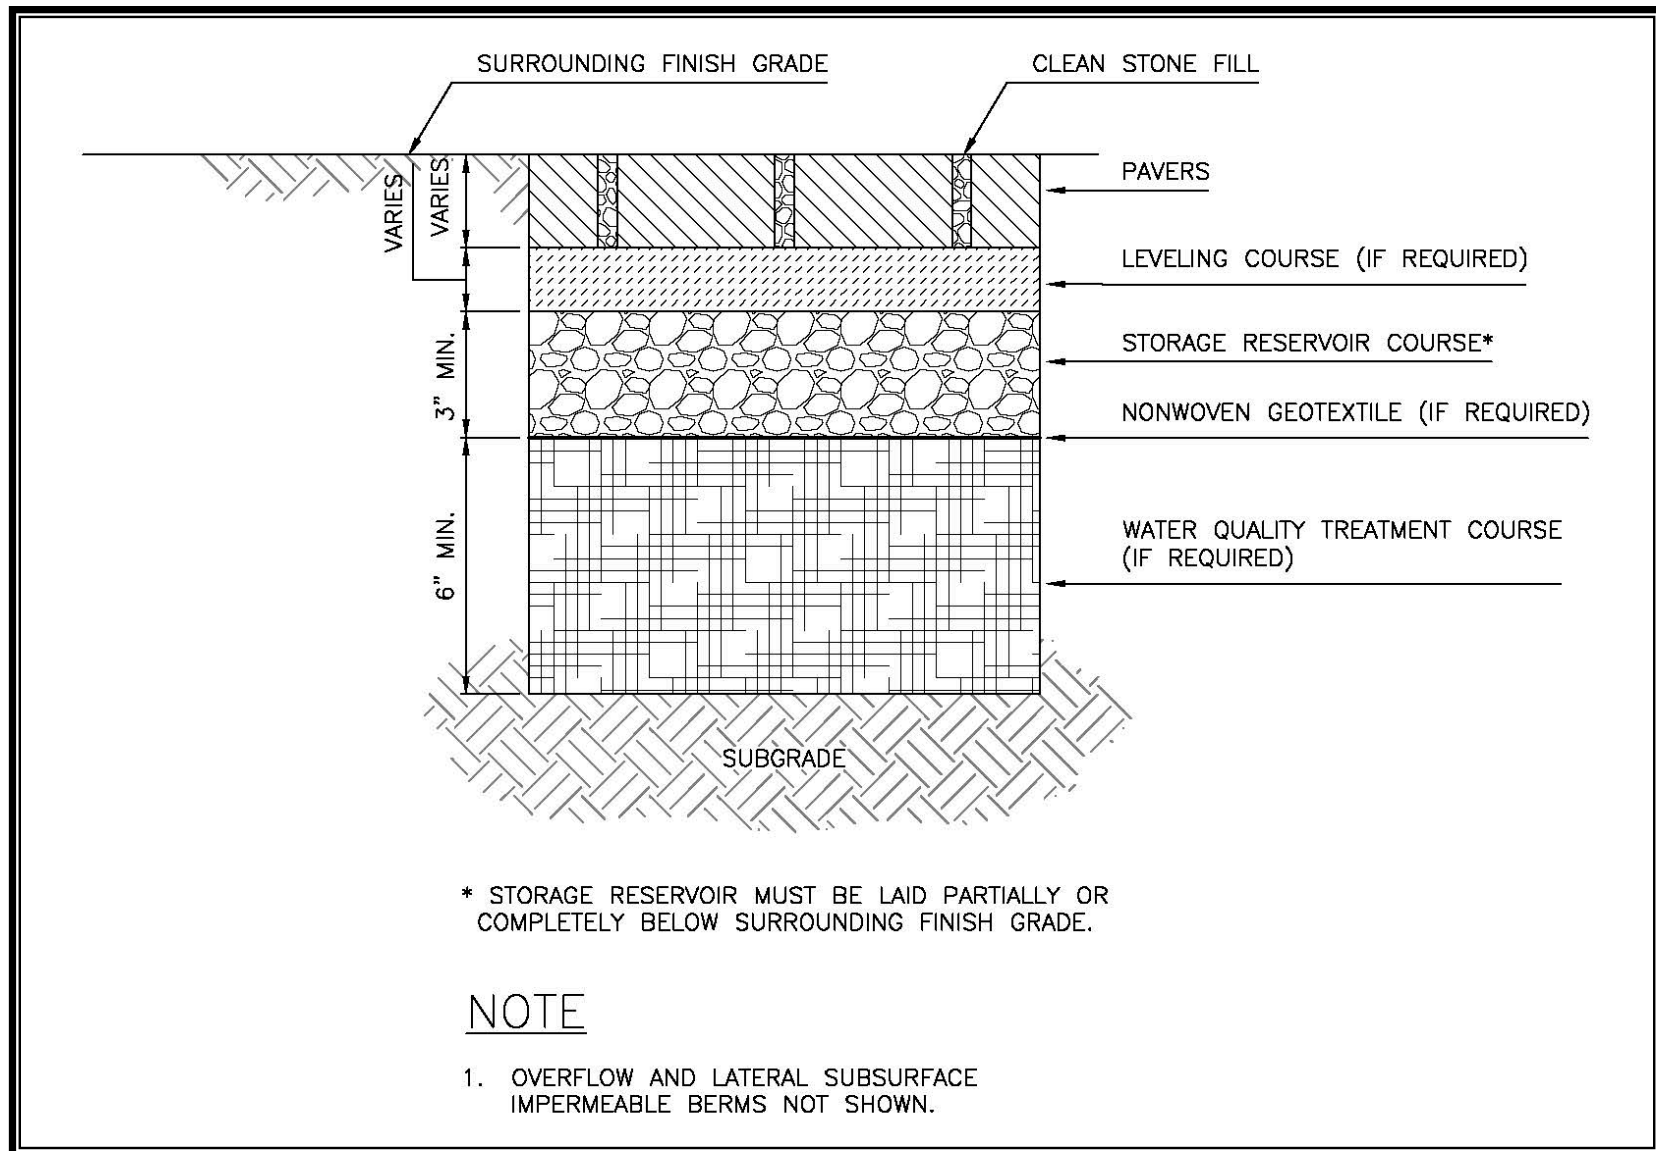 SURROUNDING FINISH GRADE
CLEAN STONE FILL
VARIES
VARIES
PAVERS
LEVELING COURSE (IF REQUIRED)
3" MIN.
STORAGE RESERVOIR COURSE*
NONWOVEN GEOTEXTILE (IF REQUIRED)
6" MIN.
WATER QUALITY TREATMENT COURSE
(IF REQUIRED)
SUBGRADE
* STORAGE RESERVOIR MUST BE LAID PARTIALLY OR
COMPLETELY BELOW SURROUNDING FINISH GRADE.
NOTE
1. OVERFLOW AND LATERAL SUBSURFACE
IMPERMEABLE BERMS NOT SHOWN.